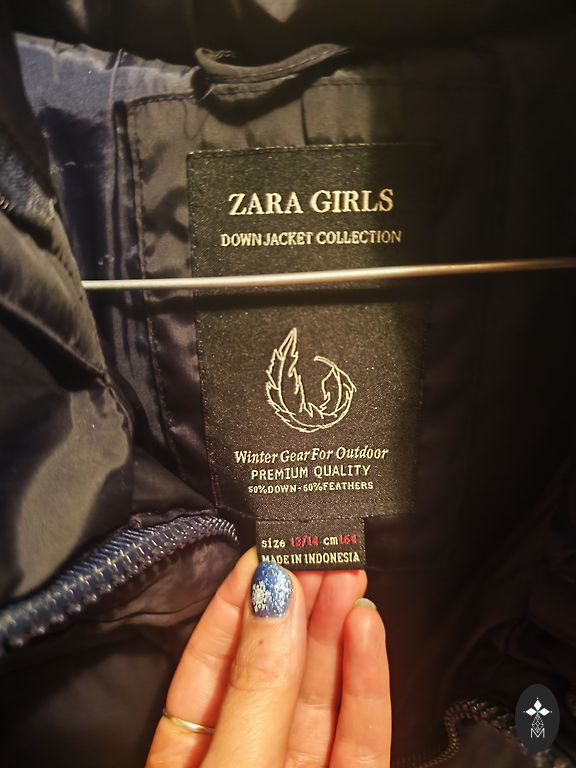 ZARA GIRLS
DOWN JACKET COLLECTION
Winter Gear For Outdoor
PREMIUM QUALITY
50%DOWN-50%FEATHERS
size 13/14 cm164
MADE IN INDONESIA
M